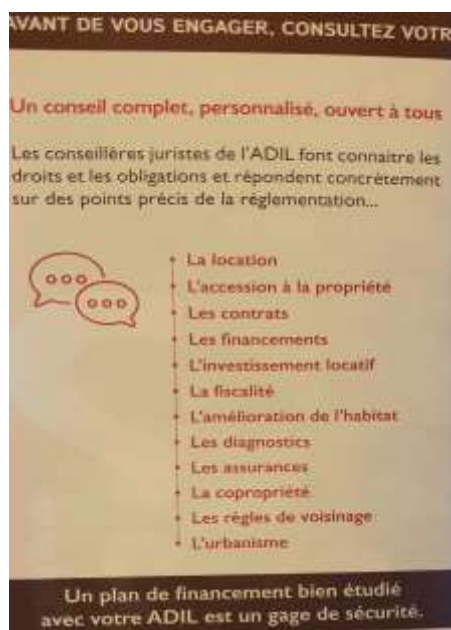 AVANT DE VOUS ENGAGER, CONSULTEZ VOTR
Un conseil complet, personnalisé, ouvert à tous
Les conseillères juristes de l'ADIL font connaitre les
droits et les obligations et répondent concrètement
sur des points précis de la réglementation...
La location
L'accession à la propriété
Les contrats
Les financements
L'investissement locatif
La fiscalité
L'amélioration de l'habitat
Les diagnostics
Les assurances
La copropriété
Les règles de voisinage
L'urbanisme
Un plan de financement bien étudié
avec votre ADIL est un gage de sécurité.